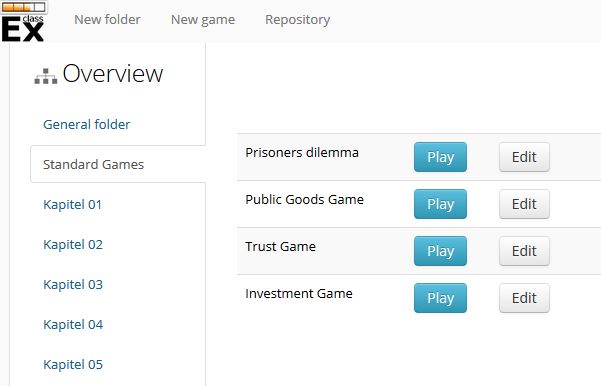 class
Ex
New folder
New game
Repository
Overview
General folder
Standard Games
Kapitel 01
Kapitel 02
Kapitel 03
Kapitel 04
Kapitel 05
Prisoners dilemma Play Edit
Public Goods Game Play Edit
Trust Game Play Edit
Investment Game Play Edit